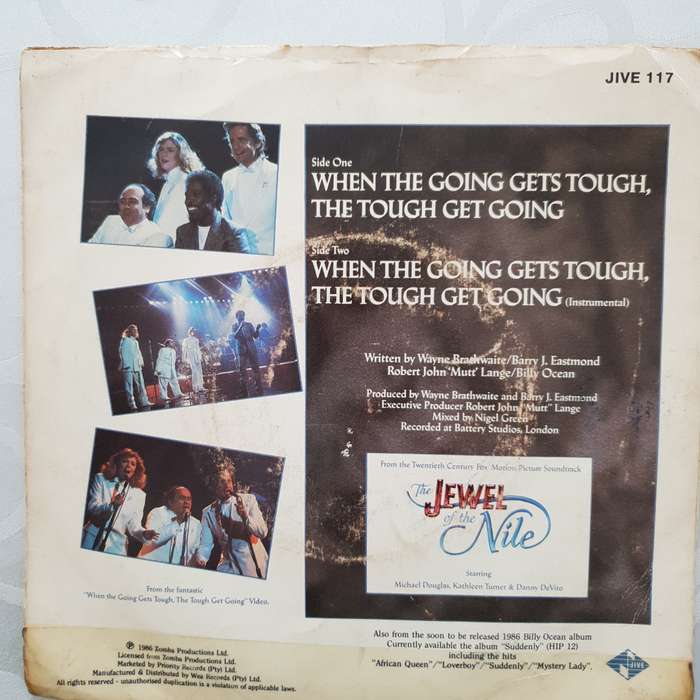 JIVE 117
Side One
WHEN THE GOING GETS TOUGH,
THE TOUGH GET GOING
Side Two
WHEN THE GOING GETS TOUGH,
THE TOUGH GET GOING (Instrumental)
Written by Wayne Brathwaite/Barry J. Eastmond
Robert John 'Mutt' Lange/Billy Ocean
Produced by Wayne Brathwaite and Barry J. Eastmond
Executive Producer Robert John "Mutt" Lange
Mixed by Nigel Green
Recorded at Battery Studios, London
From the Twentieth Century Fox Motion Picture Soundtrack
The
JEWEL
of the
Nile
Starring
Michael Douglas, Kathleen Turner & Danny DeVito
From the fantastic
"When the Going Gets Tough, The Tough Get Going" Video.
℗ 1986 Zomba Productions Ltd.
Licensed from Zomba Productions Ltd.
Marketed by Priority Records (Pty) Ltd.
Manufactured & Distributed by Wea Records (Pty) Ltd.
All rights reserved - unauthorised duplication is a violation of applicable laws.
Also from the soon to be released 1986 Billy Ocean album
Currently available the album "Suddenly" (HIP 12)
including the hits
"African Queen"/"Loverboy"/"Suddenly"/"Mystery Lady".
JIVE